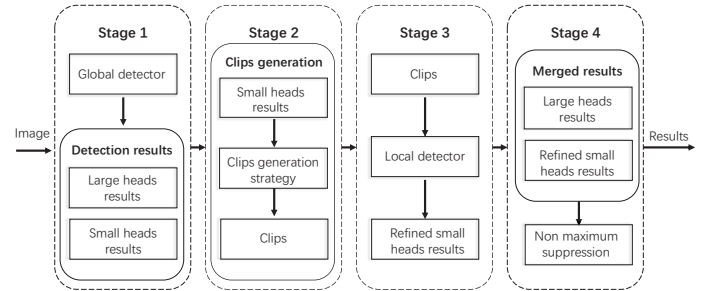 Image
Stage 1
Global detector
Detection results
Large heads
results
Small heads
results
Stage 2
Clips generation
Small heads
results
Clips generation
strategy
Clips
Stage 3
Clips
Local detector
Refined small
heads results
Stage 4
Merged results
Large heads
results
Refined small
heads results
Non maximum
suppression
Results